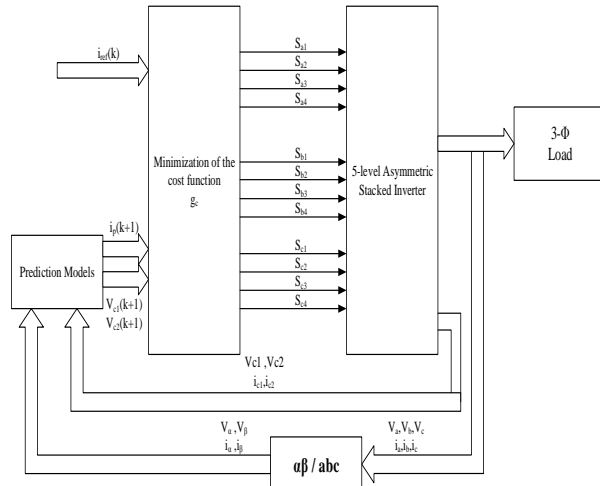 i_ref(k)
S_a1
S_a2
S_a3
S_a4
Minimization of the
cost function
g_c
S_b1
S_b2
S_b3
S_b4
5-level Asymmetric
Stacked Inverter
3-Φ
Load
i_p(k+1)
Prediction Models
V_c1(k+1)
V_c2(k+1)
S_c1
S_c2
S_c3
S_c4
Vc1 ,Vc2
i_c1,i_c2
V_α ,V_β
i_α ,i_β
αβ / abc
V_a,V_b,V_c
i_a,i_b,i_c